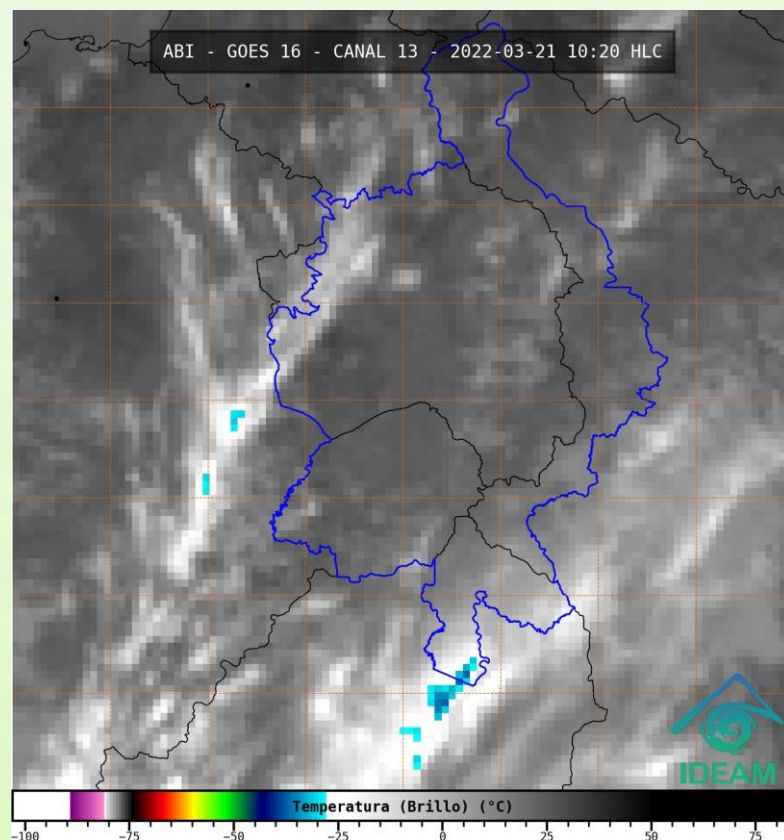 ABI - GOES 16 - CANAL 13 - 2022-03-21 10:20 HLC
IDEAM
Temperatura (Brillo) (°C)
−100 −75 −50 −25 0 25 50 75